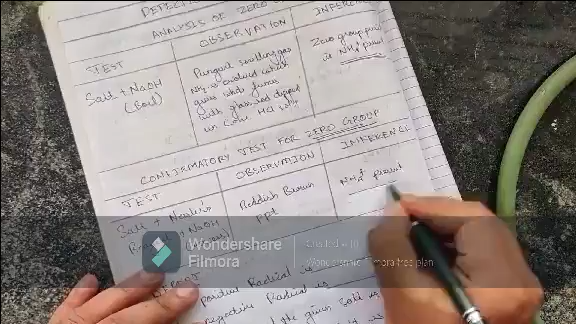 ANALYSIS OF ZERO
TEST
OBSERVATION
INFERENCE
Salt + NaOH
(Boil)
Pungent smelling gas
NH3 is evolved which
gives white fumes
with glass rod dipped
in Conc HCl soln
Zero group present
ie NH4+ present
CONFIRMATORY TEST FOR ZERO GROUP
TEST
OBSERVATION
INFERENCE
Salt + Nessler's
+ NaOH
Reddish Brown
PPt
NH4+ present
Wondershare
Filmora
Created with
Wondershare Filmora free plan
Radical is
Negative Radical is
given Salt is